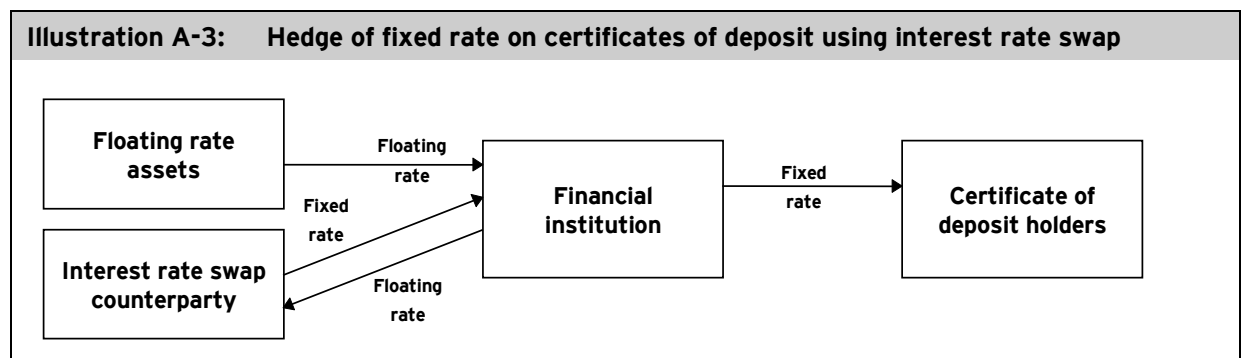 Illustration A-3: Hedge of fixed rate on certificates of deposit using interest rate swap
Floating rate
assets
Floating
rate
Fixed
rate
Interest rate swap
counterparty
Floating
rate
Financial
institution
Fixed
rate
Certificate of
deposit holders